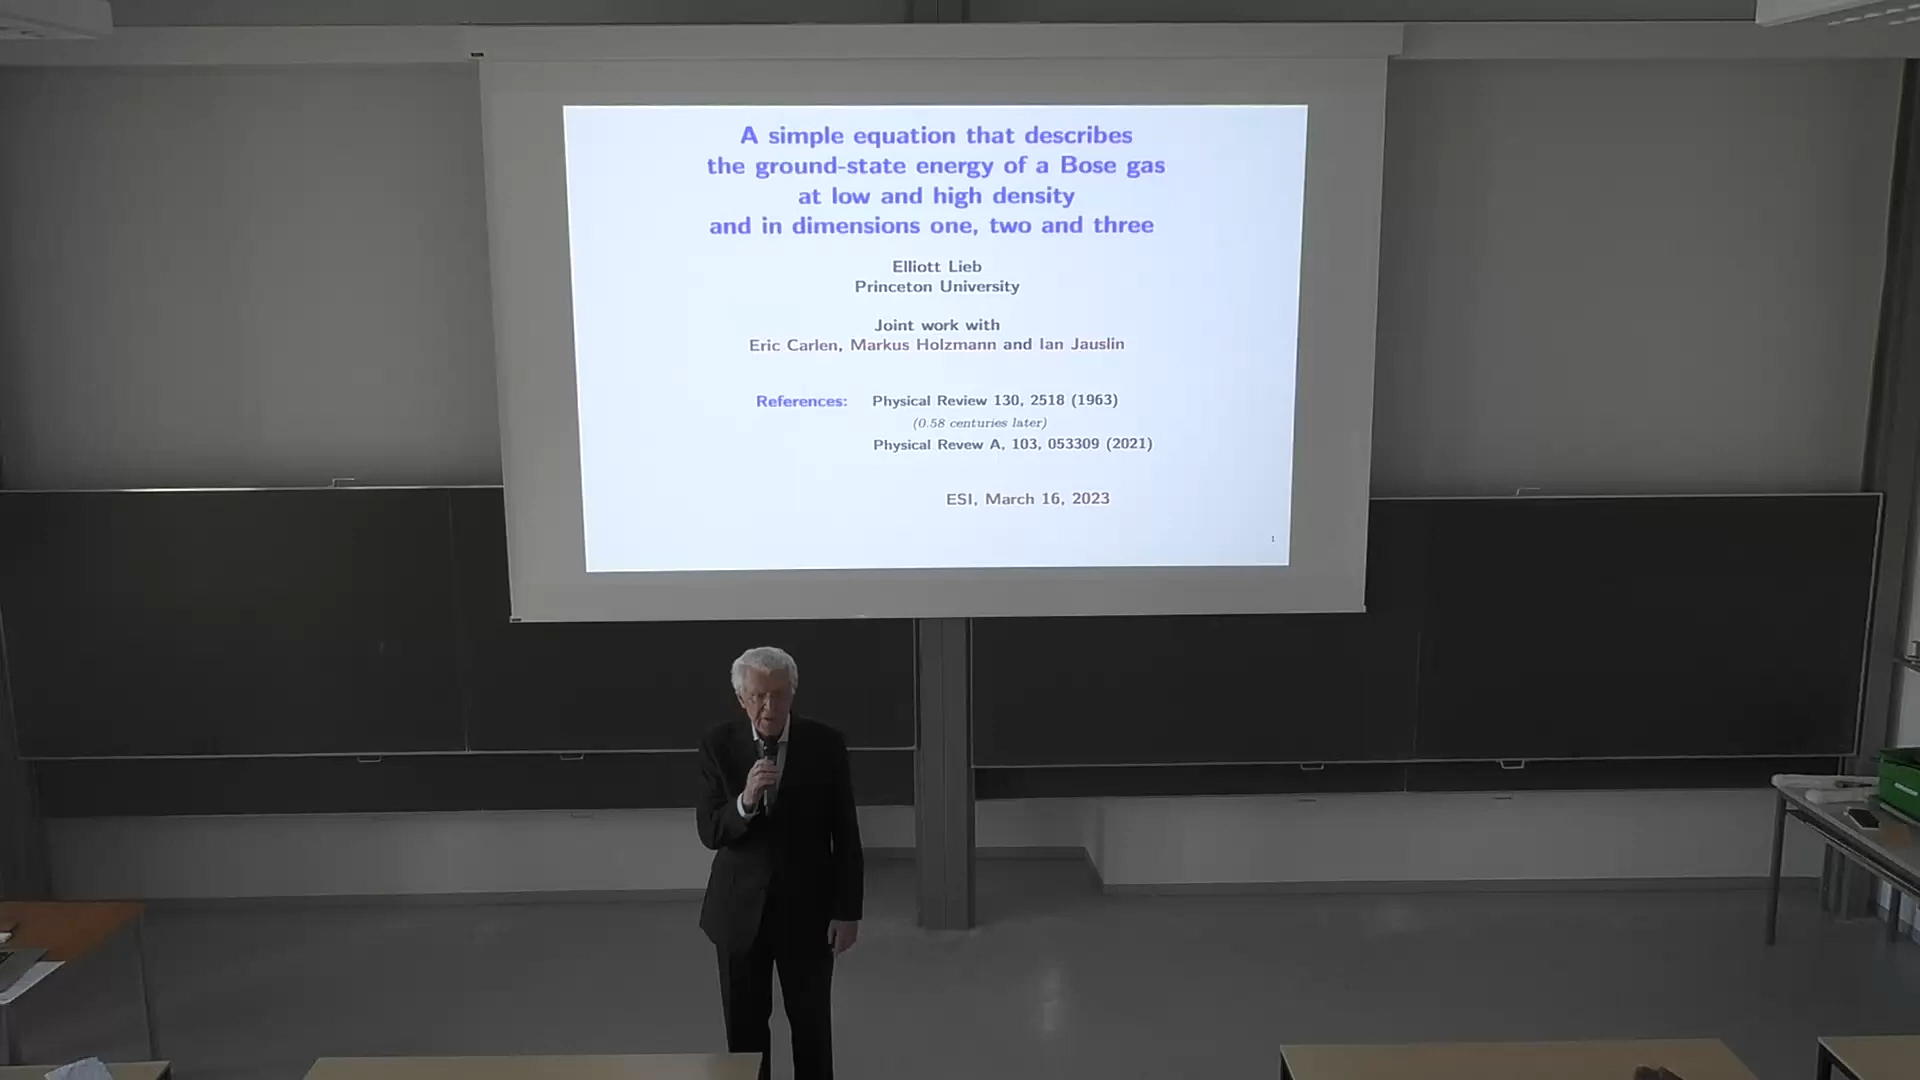 A simple equation that describes
the ground-state energy of a Bose gas
at low and high density
and in dimensions one, two and three
Elliott Lieb
Princeton University
Joint work with
Eric Carlen, Markus Holzmann and Ian Jauslin
References: Physical Review 130, 2518 (1963)
(0.58 centuries later)
Physical Revew A, 103, 053309 (2021)
ESI, March 16, 2023
1